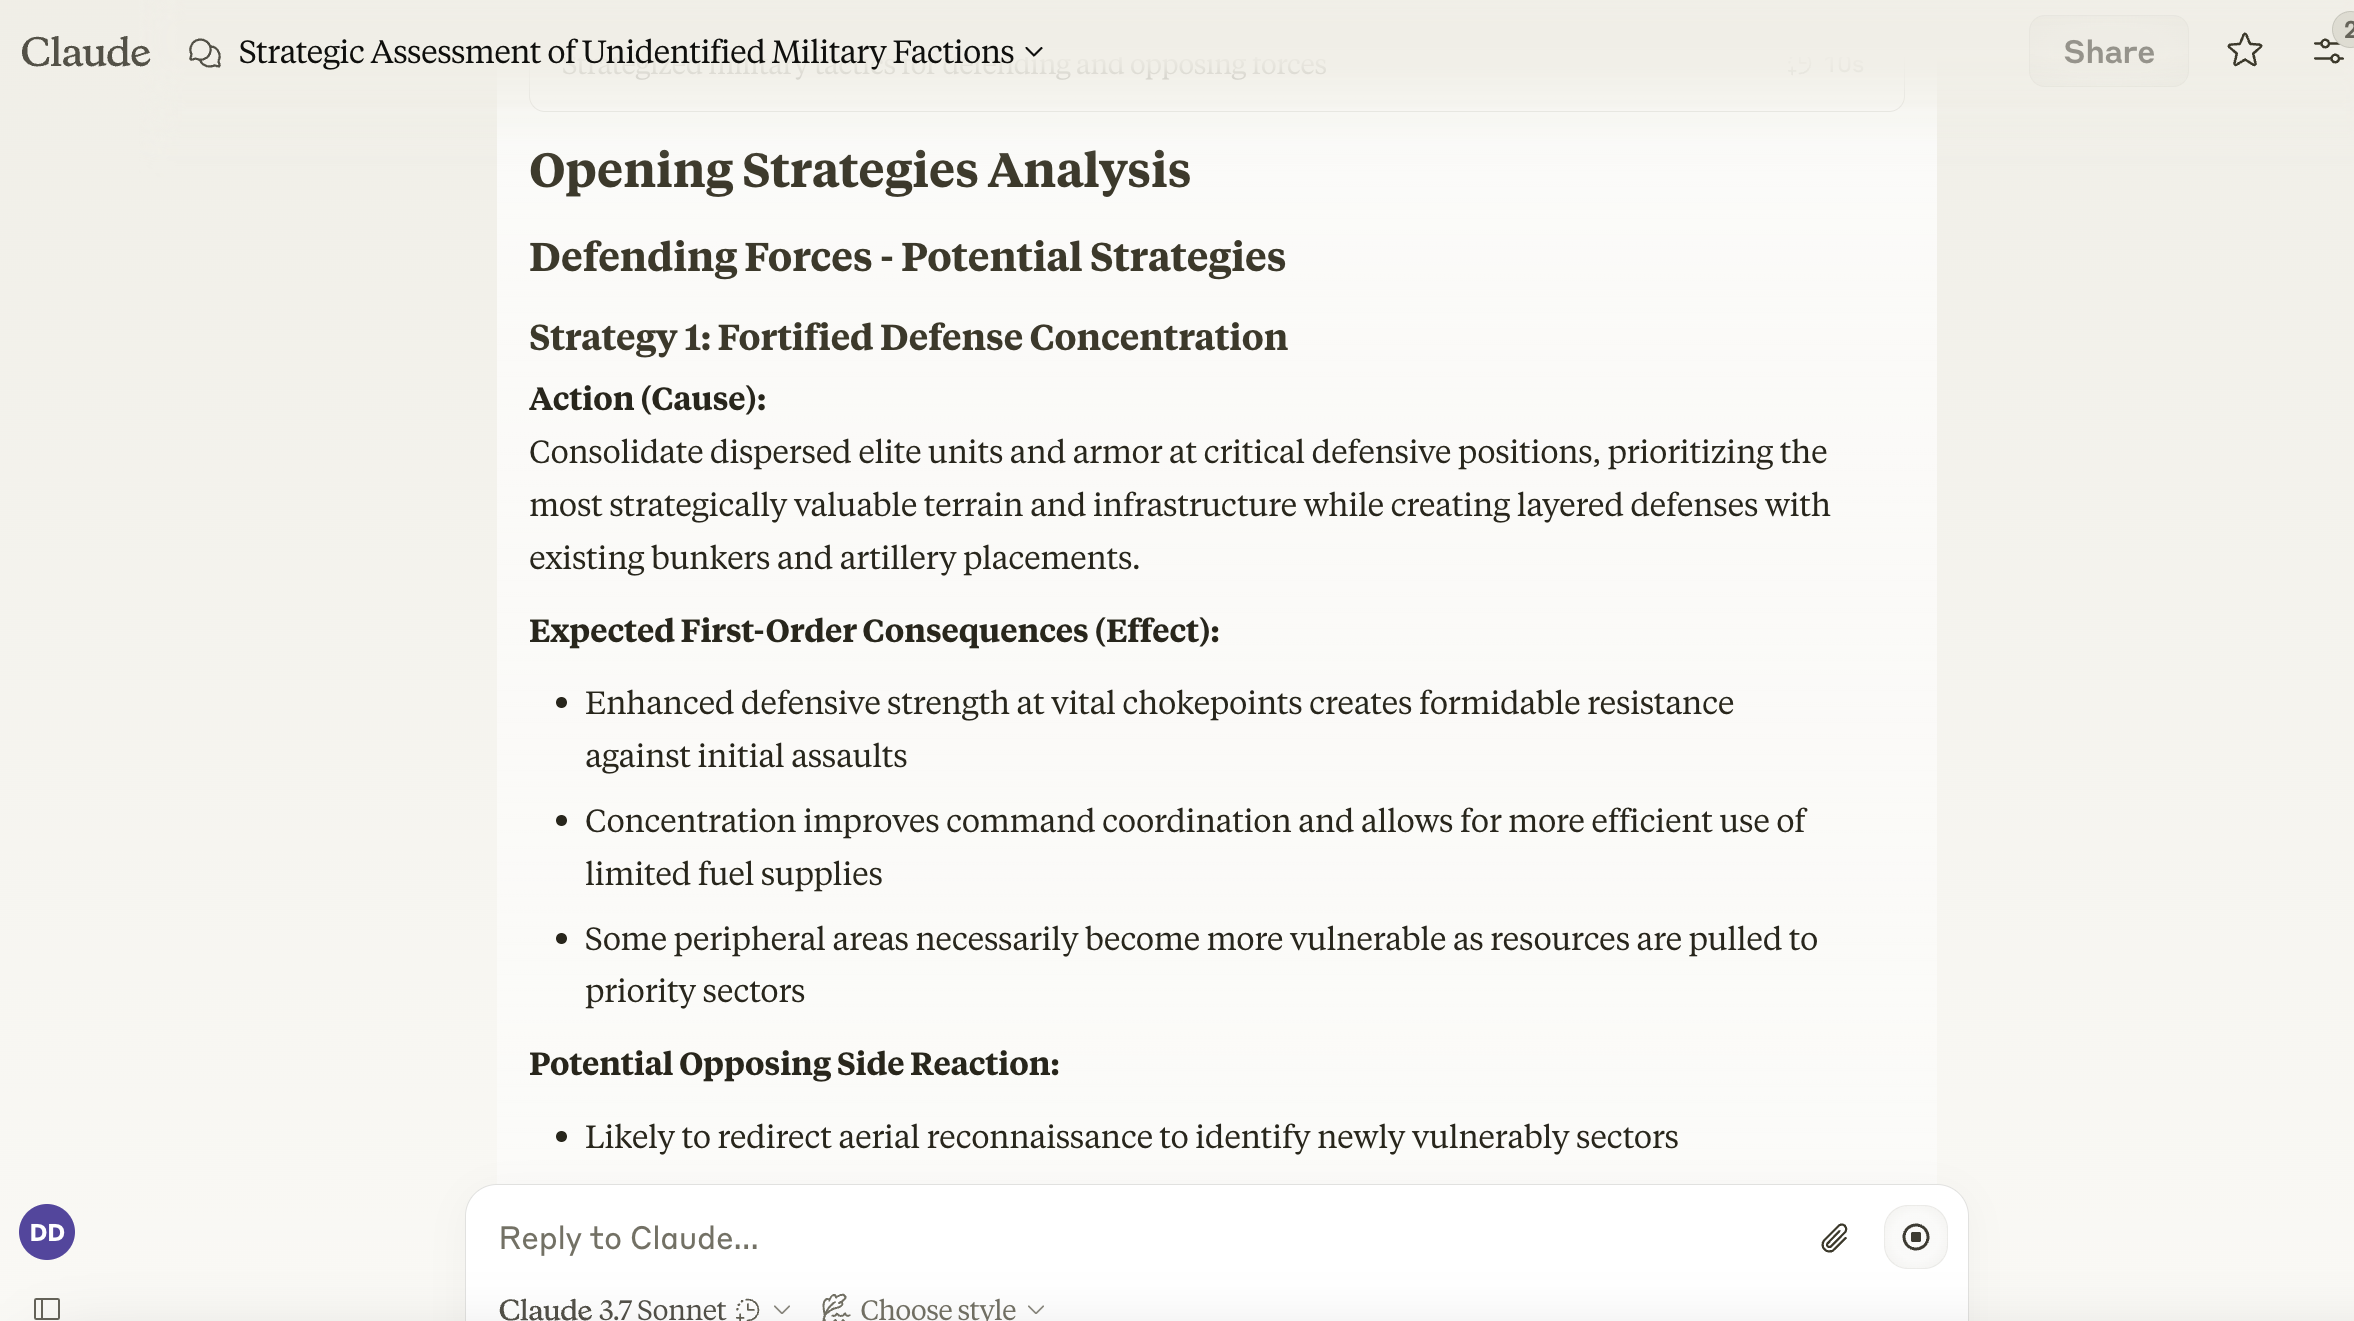 Claude
Strategic Assessment of Unidentified Military Factions
Share
2
Strategized military tactics for defending and opposing forces
10s
Opening Strategies Analysis
Defending Forces - Potential Strategies
Strategy 1: Fortified Defense Concentration
Action (Cause):
Consolidate dispersed elite units and armor at critical defensive positions, prioritizing the
most strategically valuable terrain and infrastructure while creating layered defenses with
existing bunkers and artillery placements.
Expected First-Order Consequences (Effect):
• Enhanced defensive strength at vital chokepoints creates formidable resistance
against initial assaults
• Concentration improves command coordination and allows for more efficient use of
limited fuel supplies
• Some peripheral areas necessarily become more vulnerable as resources are pulled to
priority sectors
Potential Opposing Side Reaction:
• Likely to redirect aerial reconnaissance to identify newly vulnerably sectors
DD
Reply to Claude...
Claude 3.7 Sonnet
Choose style